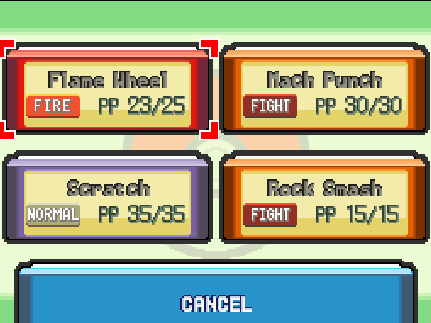 Flame Wheel
FIRE PP 23/25
Mach Punch
FIGHT PP 30/30
Scratch
NORMAL PP 35/35
Rock Smash
FIGHT PP 15/15
CANCEL